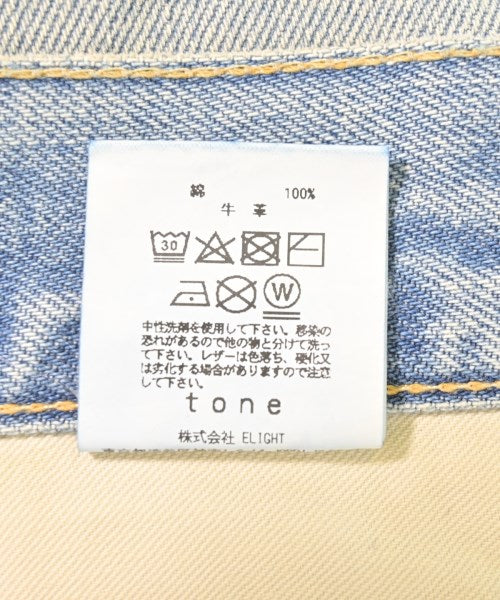 綿 100%
牛 革
30
W
中性洗剤を使用して下さい。移染の
恐れがあるので他の物と分けて洗っ
て下さい。レザーは色落ち、硬化又
は劣化する場合がありますので注意
して下さい。
tone
株式会社 ELIGHT